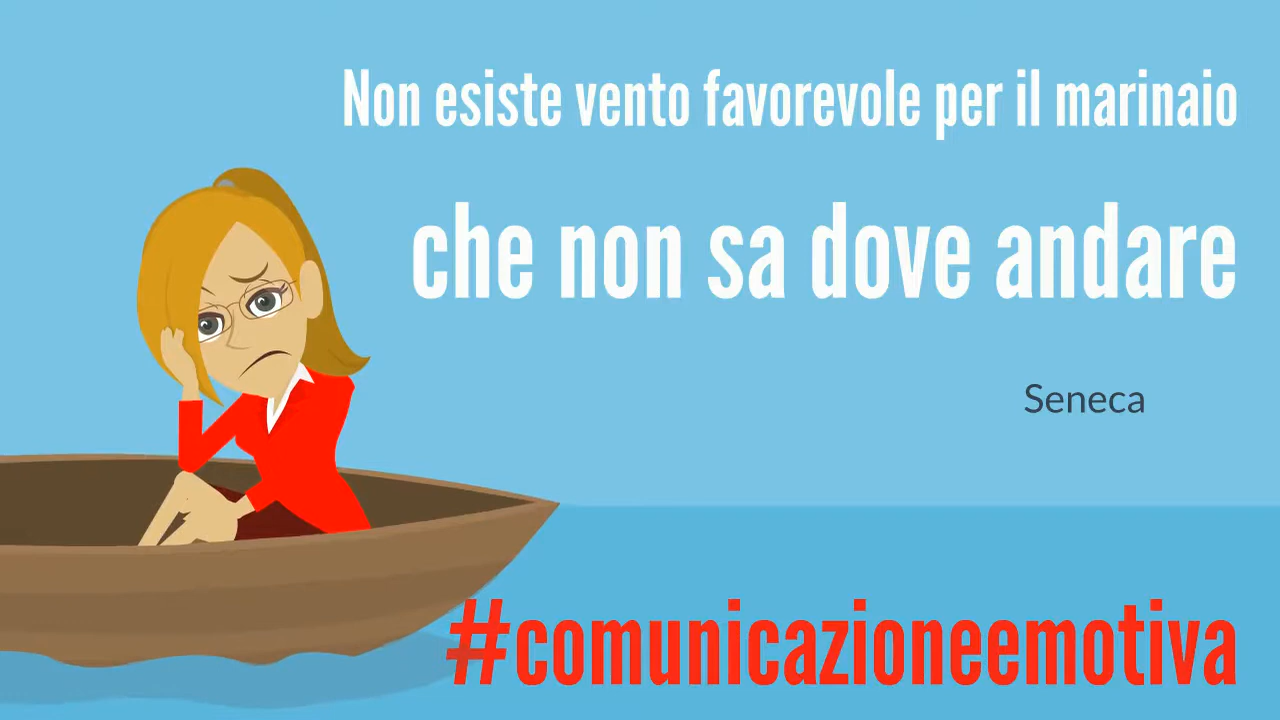 Non esiste vento favorevole per il marinaio
che non sa dove andare
Seneca
#comunicazioneemotiva